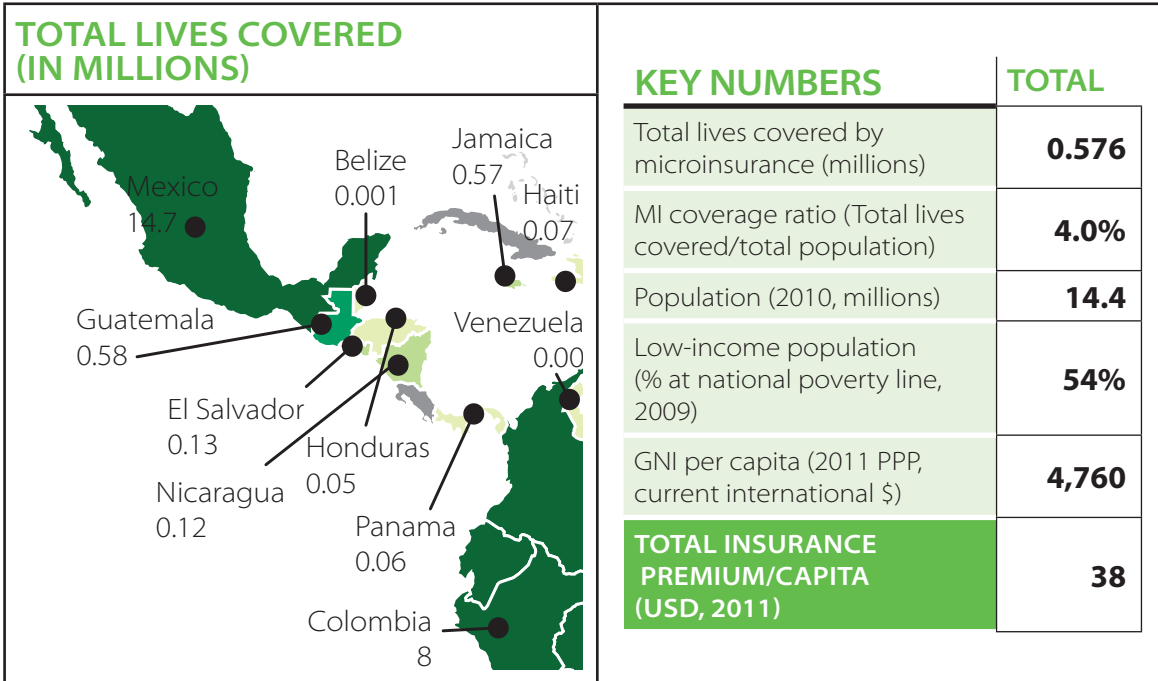 TOTAL LIVES COVERED
(IN MILLIONS)
Mexico
14.7
Belize
0.001
Jamaica
0.57
Haiti
0.07
Guatemala
0.58
Venezuela
0.00
El Salvador
0.13
Honduras
0.05
Nicaragua
0.12
Panama
0.06
Colombia
8
KEY NUMBERS TOTAL
Total lives covered by
microinsurance (millions)
0.576
MI coverage ratio (Total lives
covered/total population)
4.0%
Population (2010, millions)
14.4
Low-income population
(% at national poverty line,
2009)
54%
GNI per capita (2011 PPP,
current international $)
4,760
TOTAL INSURANCE
PREMIUM/CAPITA
(USD, 2011)
38